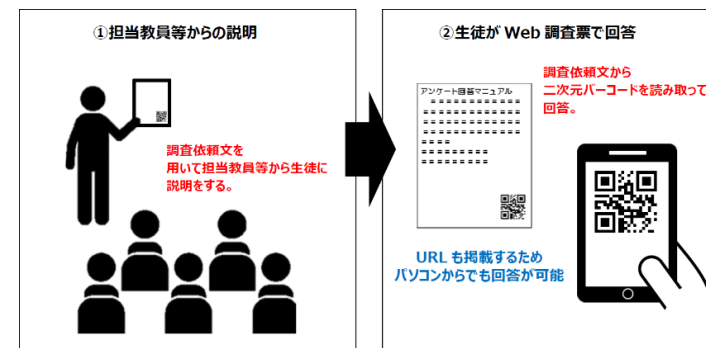 ①担当教員等からの説明
調査依頼文を
用いて担当教員等から生徒に
説明をする。
②生徒が Web 調査票で回答
アンケート回答マニュアル
調査依頼文から
二次元バーコードを読み取って
回答。
URL も掲載するため
パソコンからでも回答が可能